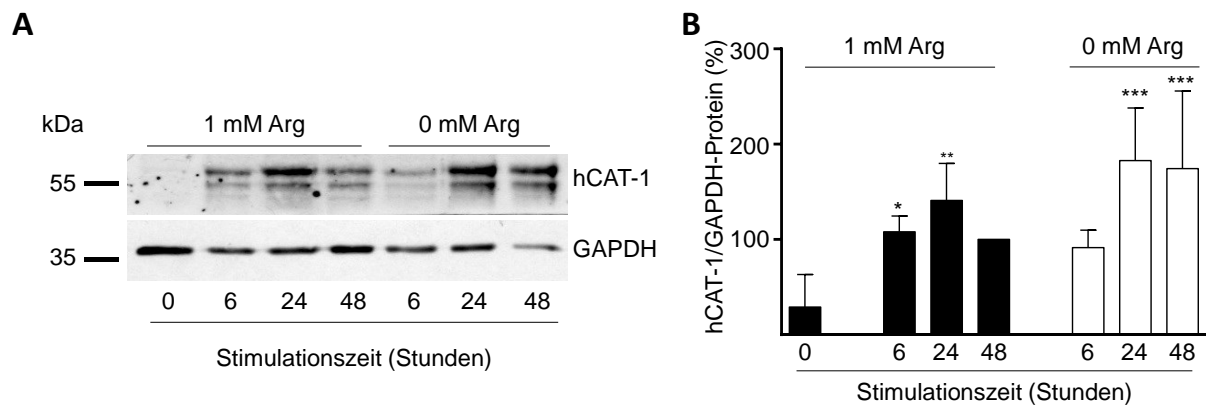 A
kDa
1 mM Arg
0 mM Arg
55
hCAT-1
35
GAPDH
0 6 24 48 6 24 48
Stimulationszeit (Stunden)
B
hCAT-1/GAPDH-Protein (%)
300
200
100
0
1 mM Arg
0 mM Arg
*
**
***
***
0 6 24 48 6 24 48
Stimulationszeit (Stunden)